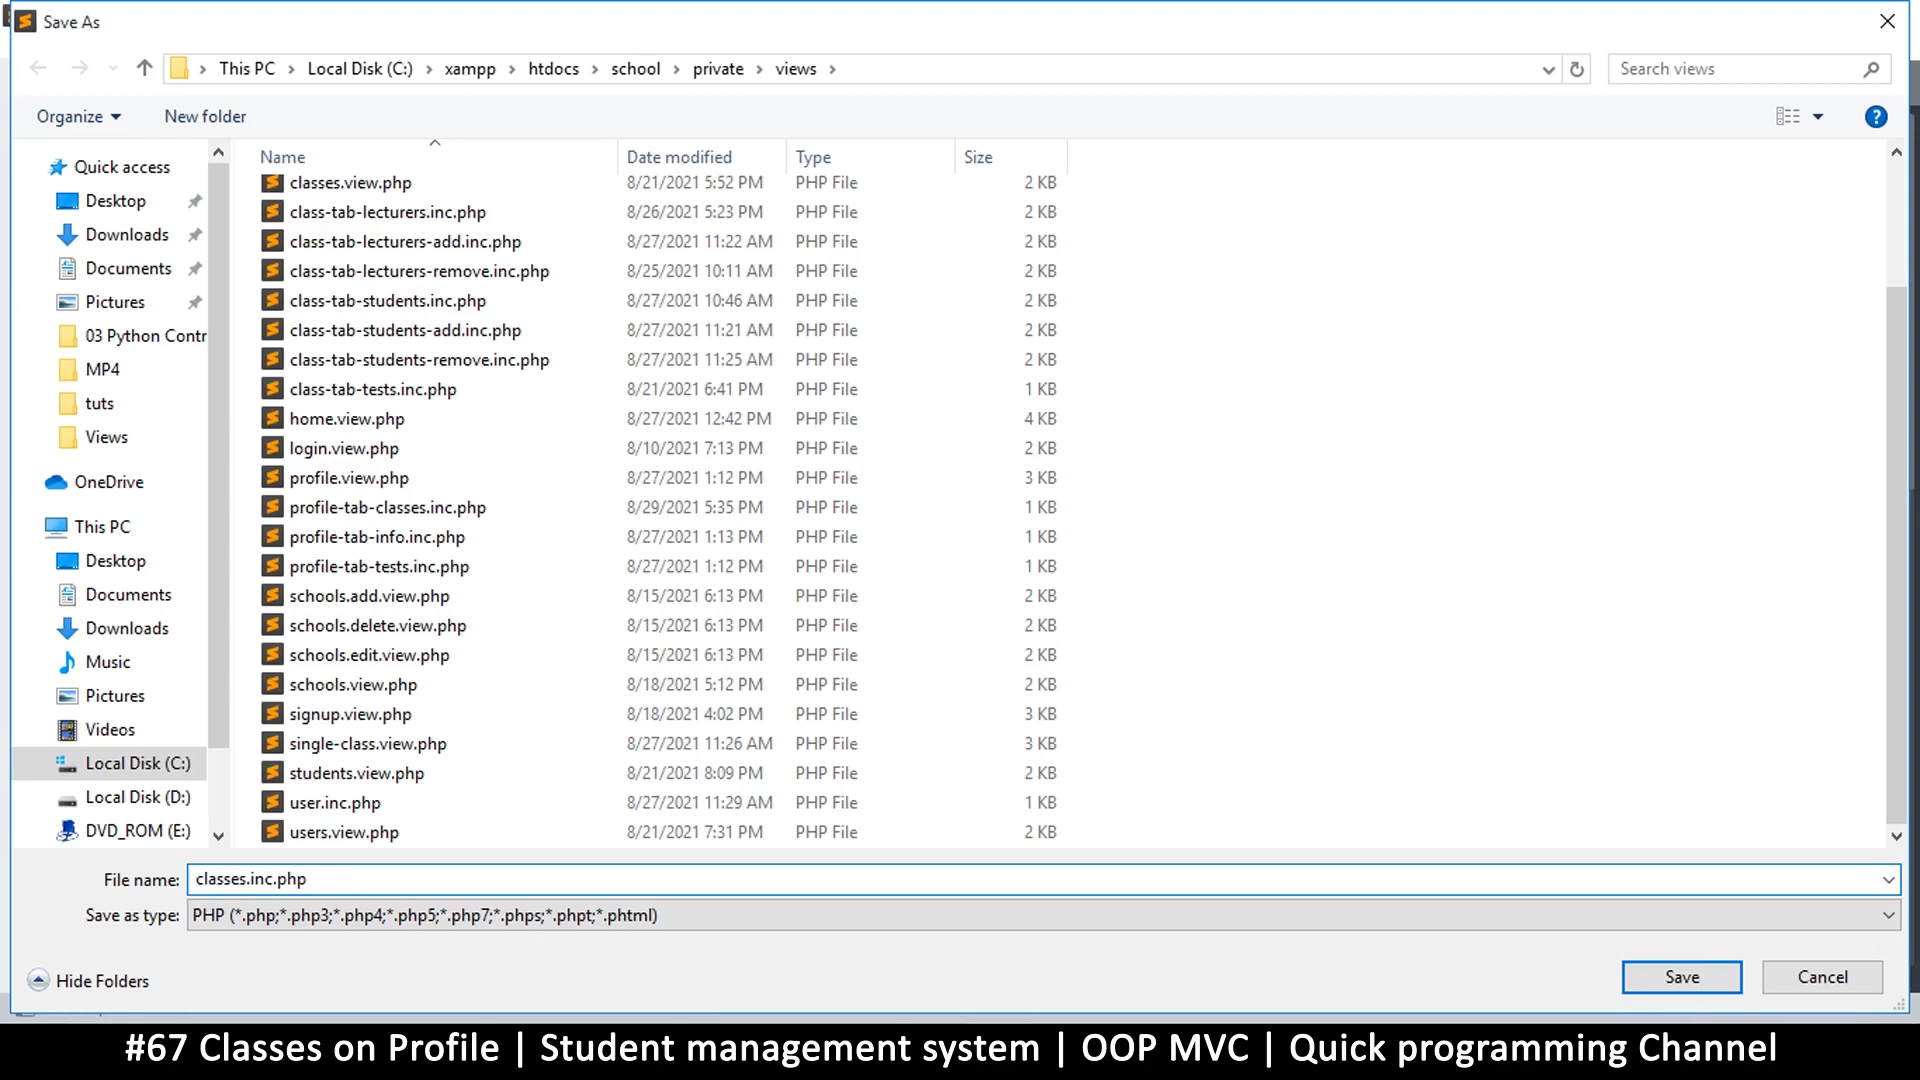 Save As
This PC > Local Disk (C:) > xampp > htdocs > school > private > views >
Search views
Organize
New folder
Name Date modified Type Size
classes.view.php 8/21/2021 5:52 PM PHP File 2 KB
class-tab-lecturers.inc.php 8/26/2021 5:23 PM PHP File 2 KB
class-tab-lecturers-add.inc.php 8/27/2021 11:22 AM PHP File 2 KB
class-tab-lecturers-remove.inc.php 8/25/2021 10:11 AM PHP File 2 KB
class-tab-students.inc.php 8/27/2021 10:46 AM PHP File 2 KB
class-tab-students-add.inc.php 8/27/2021 11:21 AM PHP File 2 KB
class-tab-students-remove.inc.php 8/27/2021 11:25 AM PHP File 2 KB
class-tab-tests.inc.php 8/21/2021 6:41 PM PHP File 1 KB
home.view.php 8/27/2021 12:42 PM PHP File 4 KB
login.view.php 8/10/2021 7:13 PM PHP File 2 KB
profile.view.php 8/27/2021 1:12 PM PHP File 3 KB
profile-tab-classes.inc.php 8/29/2021 5:35 PM PHP File 1 KB
profile-tab-info.inc.php 8/27/2021 1:13 PM PHP File 1 KB
profile-tab-tests.inc.php 8/27/2021 1:12 PM PHP File 1 KB
schools.add.view.php 8/15/2021 6:13 PM PHP File 2 KB
schools.delete.view.php 8/15/2021 6:13 PM PHP File 2 KB
schools.edit.view.php 8/15/2021 6:13 PM PHP File 2 KB
schools.view.php 8/18/2021 5:12 PM PHP File 2 KB
signup.view.php 8/18/2021 4:02 PM PHP File 3 KB
single-class.view.php 8/27/2021 11:26 AM PHP File 3 KB
students.view.php 8/21/2021 8:09 PM PHP File 2 KB
user.inc.php 8/27/2021 11:29 AM PHP File 1 KB
users.view.php 8/21/2021 7:31 PM PHP File 2 KB
Quick access
Desktop
Downloads
Documents
Pictures
03 Python Contr
MP4
tuts
Views
OneDrive
This PC
Desktop
Documents
Downloads
Music
Pictures
Videos
Local Disk (C:)
Local Disk (D:)
DVD_ROM (E:)
File name: classes.inc.php
Save as type: PHP (*.php;*.php3;*.php4;*.php5;*.php7;*.phps;*.phpt;*.phtml)
Hide Folders
Save
Cancel
#67 Classes on Profile | Student management system | OOP MVC | Quick programming Channel